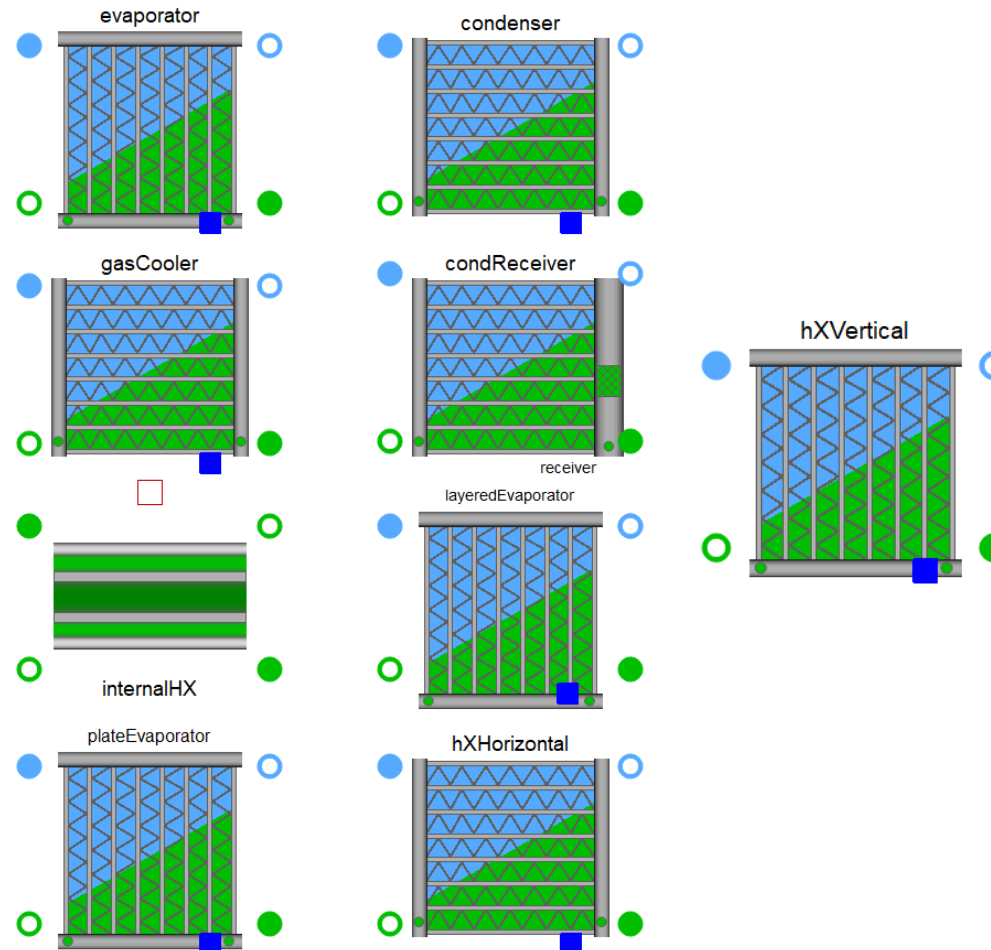 evaporator
condenser
gasCooler
condReceiver
receiver
hXVertical
layeredEvaporator
internalHX
plateEvaporator
hXHorizontal